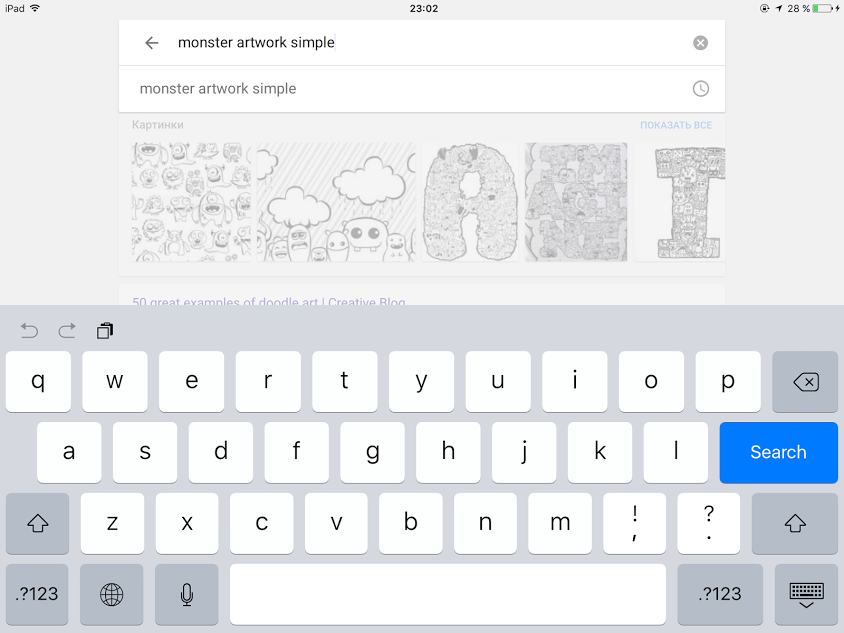 iPad 23:02 28 %
monster artwork simple
monster artwork simple
Картинки ПОКАЗАТЬ ВСЕ
50 great examples of doodle art | Creative Bloq
q w e r t y u i o p
a s d f g h j k l Search
z x c v b n m ! , ? .
.?123 .?123